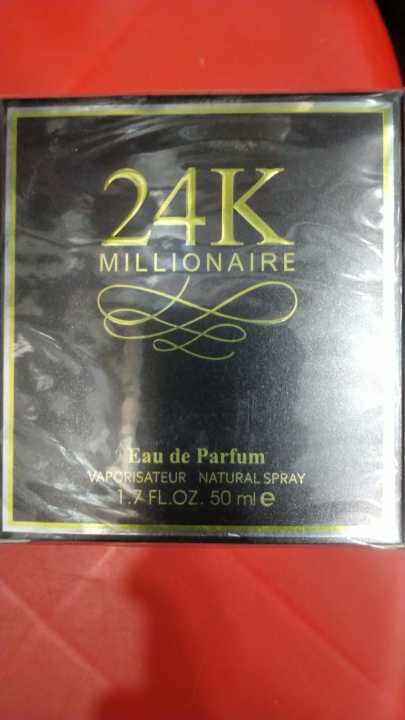 24K
MILLIONAIRE
Eau de Parfum
VAPORISATEUR NATURAL SPRAY
1.7 FL.OZ. 50 ml e